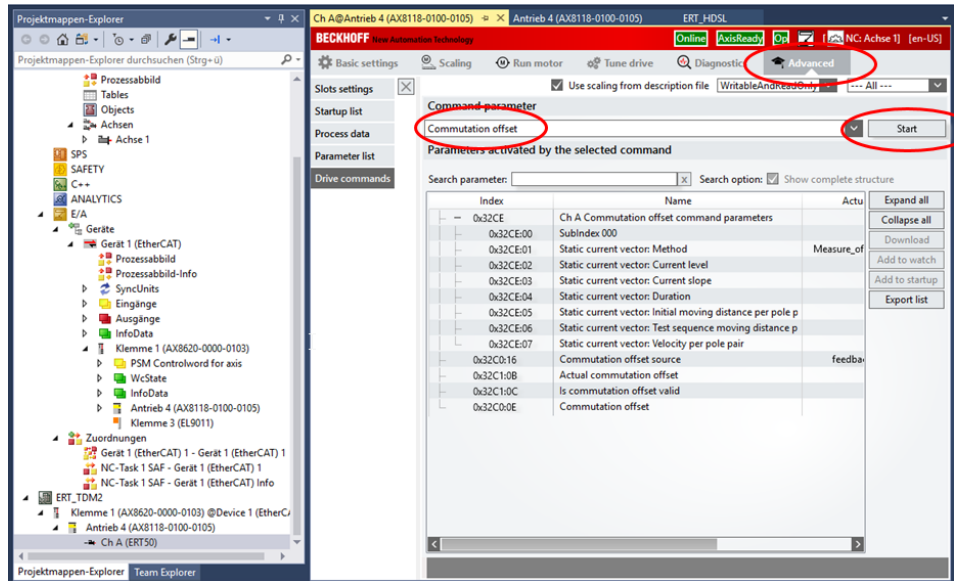 Projektmappen-Explorer
Projektmappen-Explorer durchsuchen (Strg+ü)
Prozessabbild
Tables
Objects
Achsen
Achse 1
SPS
SAFETY
C++
ANALYTICS
E/A
Geräte
Gerät 1 (EtherCAT)
Prozessabbild
Prozessabbild-Info
SyncUnits
Eingänge
Ausgänge
InfoData
Klemme 1 (AX8620-0000-0103)
PSM Controlword for axis
WcState
InfoData
Antrieb 4 (AX8118-0100-0105)
Klemme 3 (EL9011)
Zuordnungen
Gerät 1 (EtherCAT) 1 - Gerät 1 (EtherCAT) 1
NC-Task 1 SAF - Gerät 1 (EtherCAT) 1
NC-Task 1 SAF - Gerät 1 (EtherCAT) Info
ERT_TDM2
Klemme 1 (AX8620-0000-0103) @Device 1 (EtherC
Antrieb 4 (AX8118-0100-0105)
Ch A (ERT50)
Projektmappen-Explorer Team Explorer
Ch A@Antrieb 4 (AX8118-0100-0105) Antrieb 4 (AX8118-0100-0105) ERT_HDSL
BECKHOFF New Automation Technology Online AxisReady Op NC: Achse 1] [en-US]
Basic settings Scaling Run motor Tune drive Diagnostic Advanced
Slots settings
Startup list
Process data
Parameter list
Drive commands
Use scaling from description file WritableAndReadOnly --- All ---
Command parameter
Commutation offset Start
Parameters activated by the selected command
Search parameter: x Search option: Show complete structure
Index Name Actu
0x32CE Ch A Commutation offset command parameters
0x32CE:00 SubIndex 000
0x32CE:01 Static current vector: Method Measure_of
0x32CE:02 Static current vector: Current level
0x32CE:03 Static current vector: Current slope
0x32CE:04 Static current vector: Duration
0x32CE:05 Static current vector: Initial moving distance per pole p
0x32CE:06 Static current vector: Test sequence moving distance p
0x32CE:07 Static current vector: Velocity per pole pair
0x32C0:16 Commutation offset source feedba
0x32C1:0B Actual commutation offset
0x32C1:0C Is commutation offset valid
0x32C0:0E Commutation offset
Expand all
Collapse all
Download
Add to watch
Add to startup
Export list